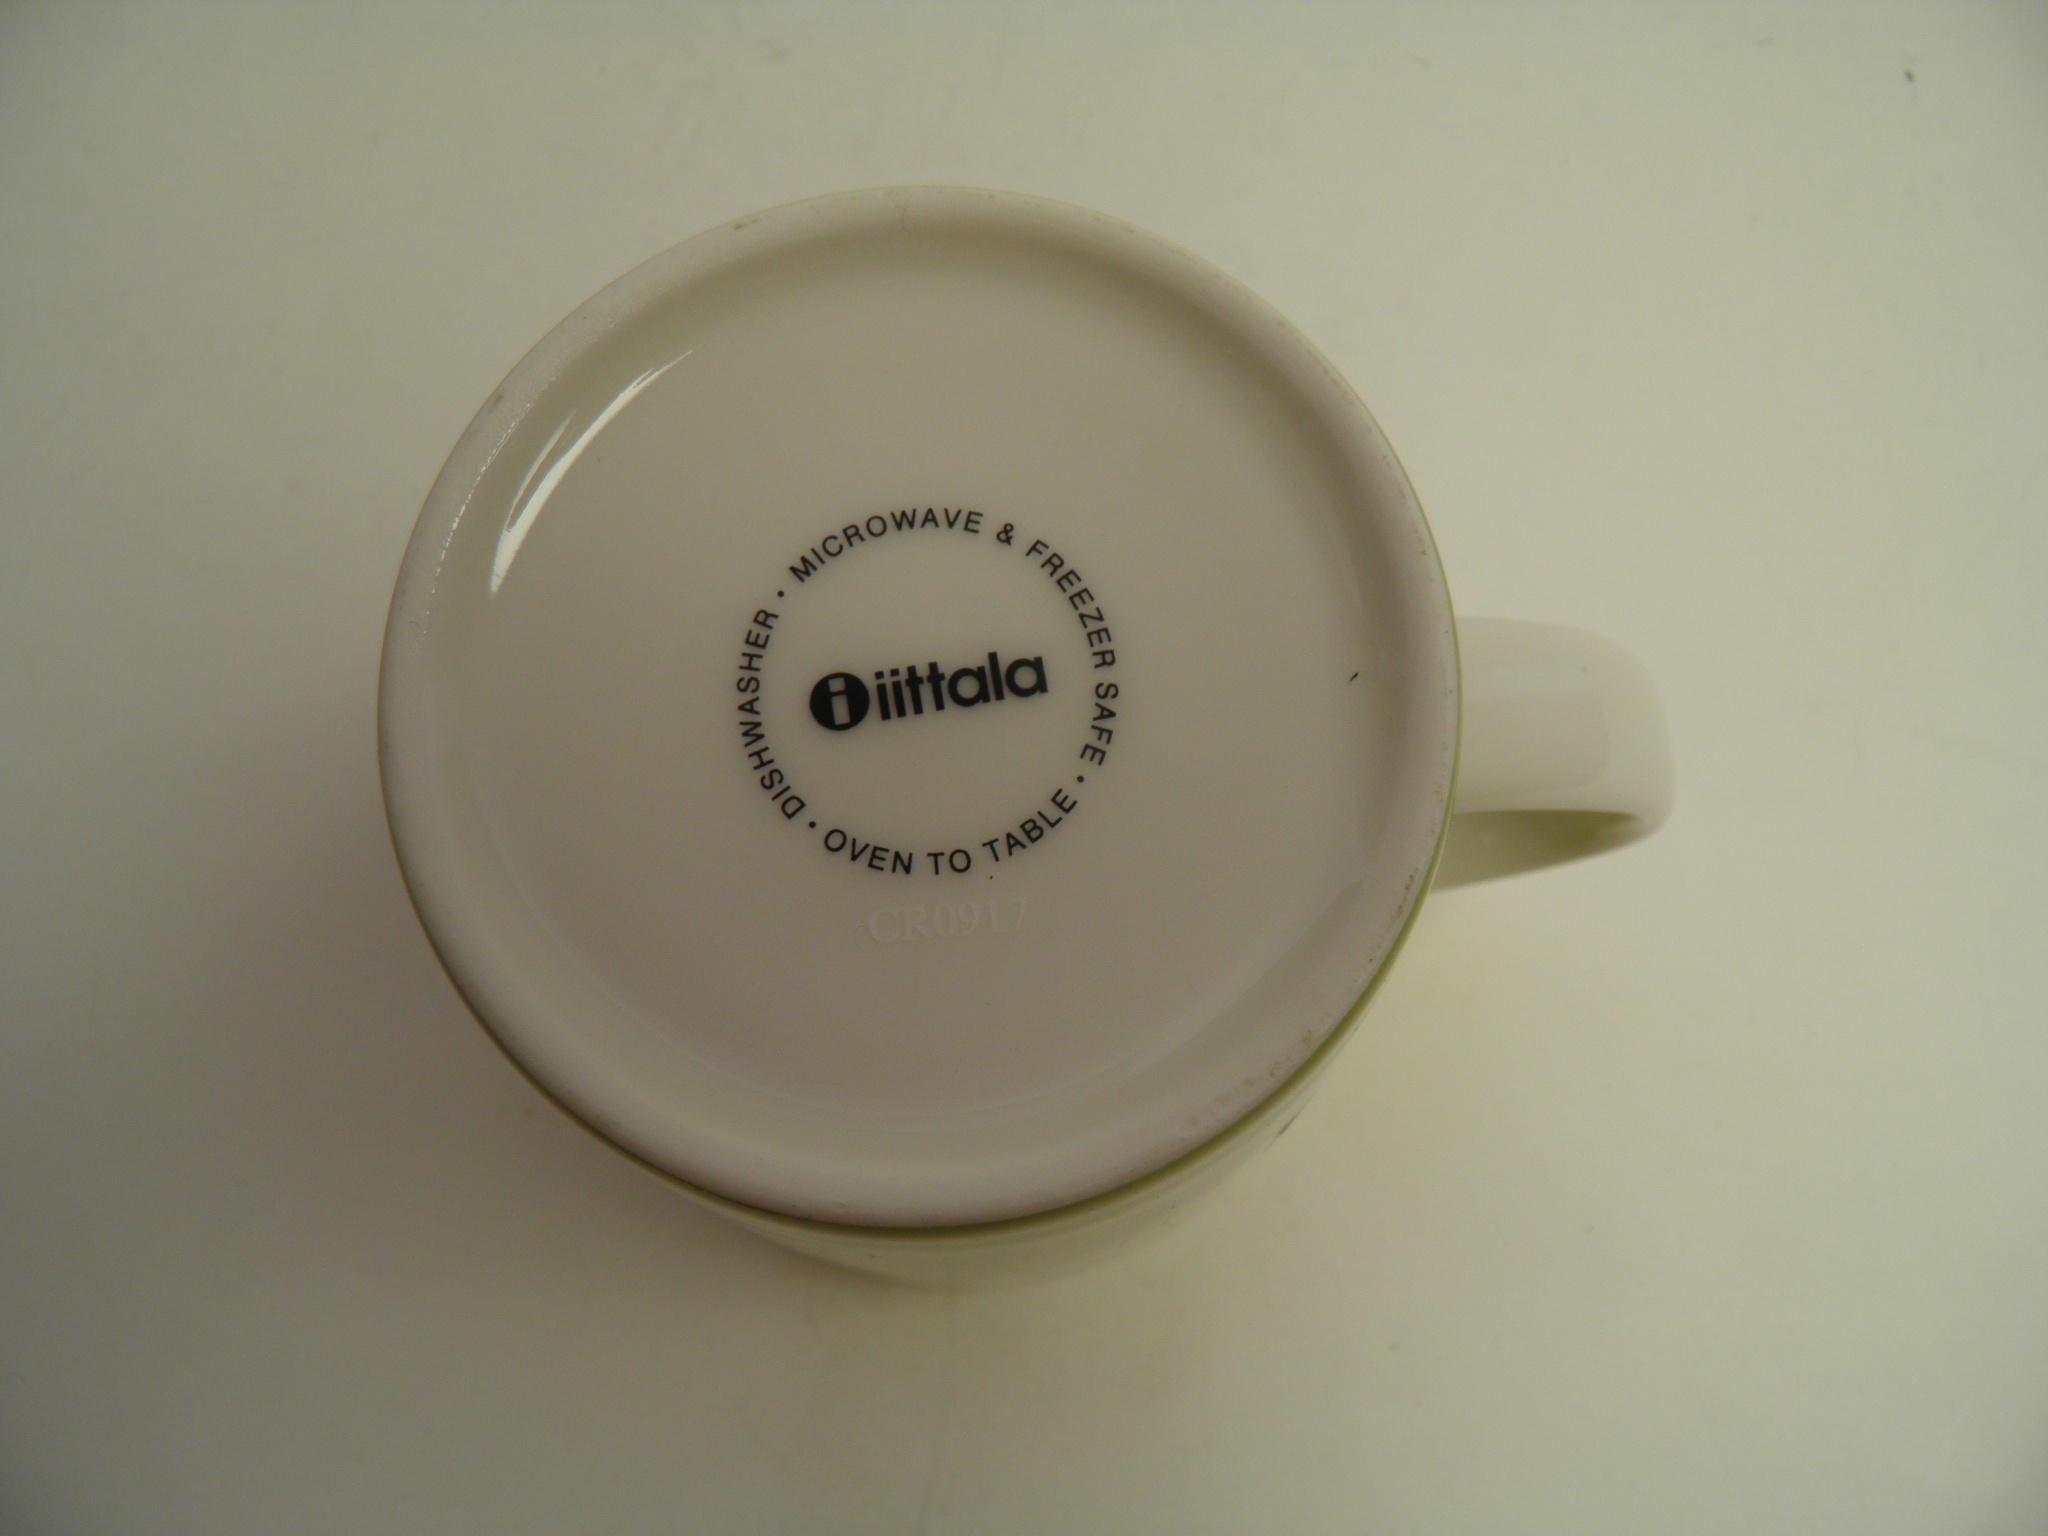 DISHWASHER • MICROWAVE & FREEZER SAFE • OVEN TO TABLE •
i iittala
CR0917